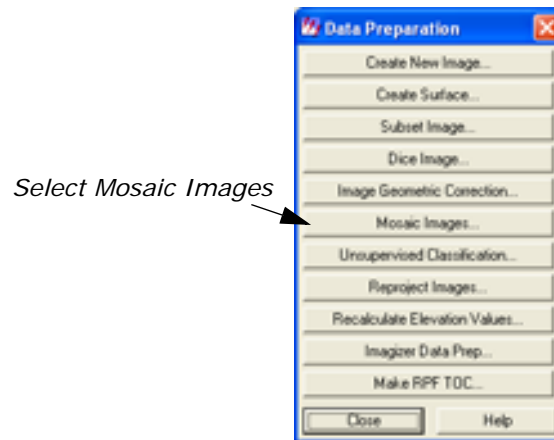 Data Preparation
Create New Image...
Create Surface...
Subset Image...
Dice Image...
Select Mosaic Images
Image Geometric Correction...
Mosaic Images...
Unsupervised Classification...
Reproject Images...
Recalculate Elevation Values...
Imagizer Data Prep...
Make RPF TOC...
Close Help